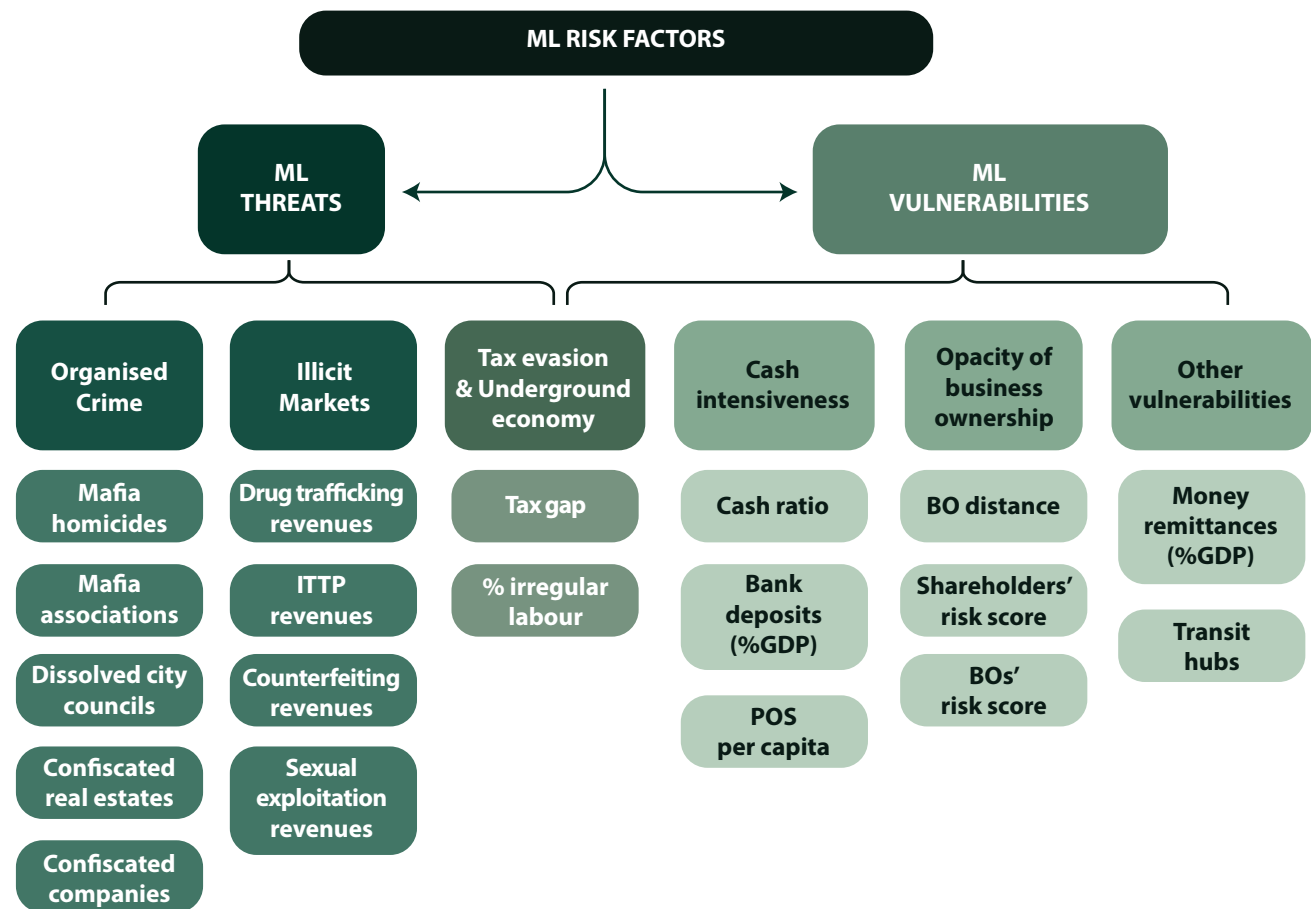 ML RISK FACTORS
ML
THREATS
ML
VULNERABILITIES
Organised
Crime
Illicit
Markets
Tax evasion
& Underground
economy
Cash
intensiveness
Opacity of
business
ownership
Other
vulnerabilities
Mafia
homicides
Mafia
associations
Dissolved city
councils
Confiscated
real estates
Confiscated
companies
Drug trafficking
revenues
ITTP
revenues
Counterfeiting
revenues
Sexual
exploitation
revenues
Tax gap
% irregular
labour
Cash ratio
Bank
deposits
(%GDP)
POS
per capita
BO distance
Shareholders'
risk score
BOs'
risk score
Money
remittances
(%GDP)
Transit
hubs